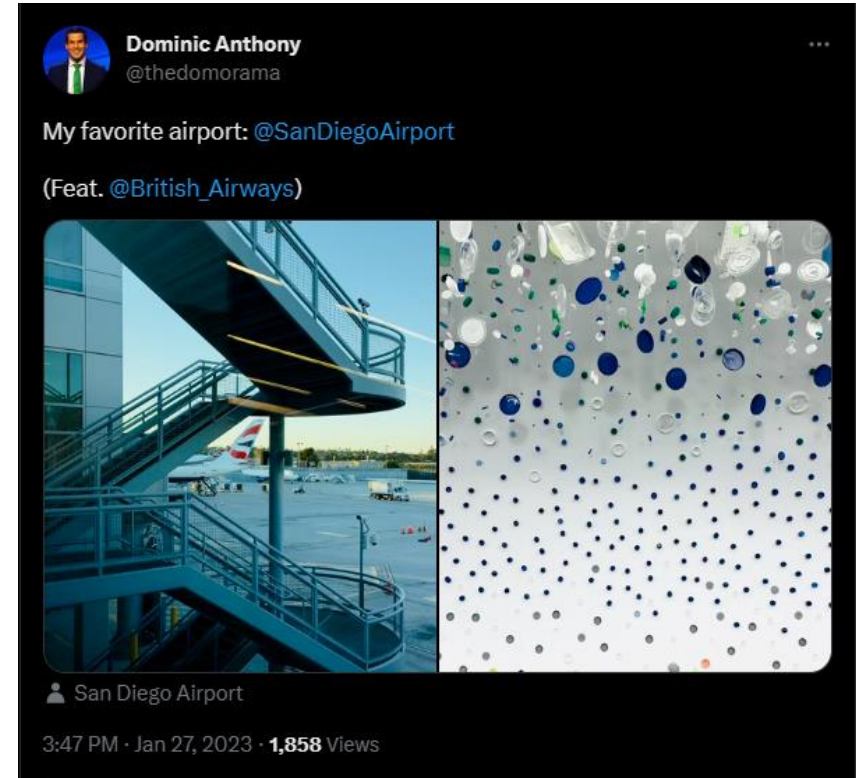 Dominic Anthony
@thedomorama
My favorite airport: @SanDiegoAirport
(Feat. @British_Airways)
San Diego Airport
3:47 PM · Jan 27, 2023 · 1,858 Views